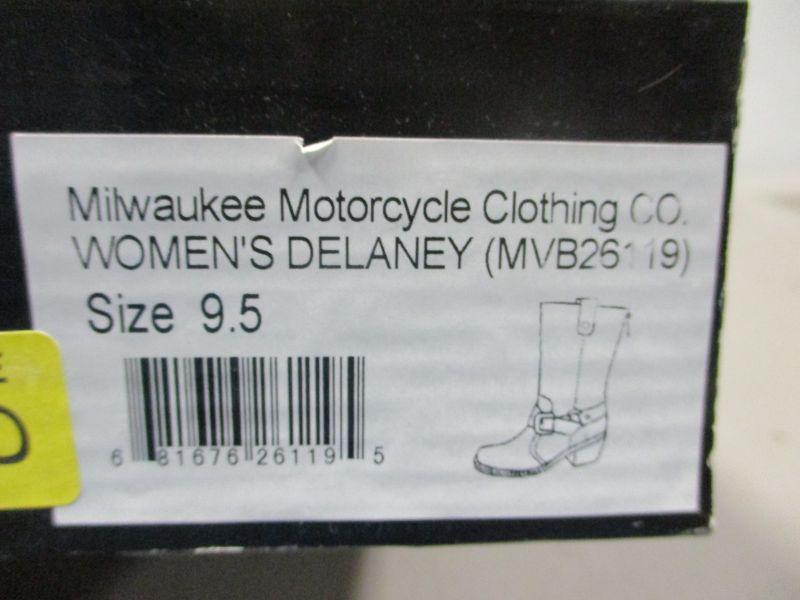 Milwaukee Motorcycle Clothing CO.
WOMEN'S DELANEY (MVB26119)
Size 9.5
6 81676 26119 5